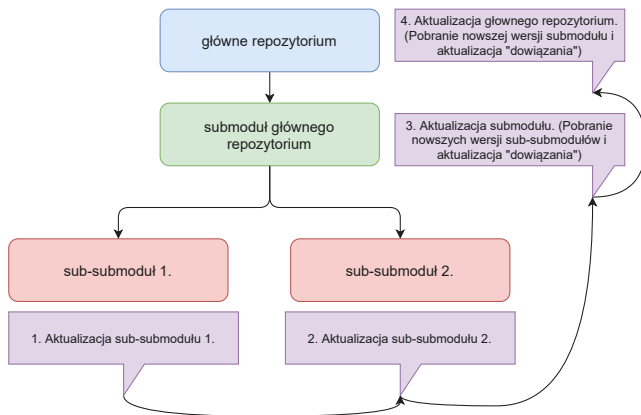 główne repozytorium
4. Aktualizacja głownego repozytorium.
(Pobranie nowszej wersji submodułu i
aktualizacja "dowiązania")
submoduł głównego
repozytorium
3. Aktualizacja submodułu. (Pobranie
nowszych wersji sub-submodułów i
aktualizacja "dowiązania")
sub-submoduł 1.
sub-submoduł 2.
1. Aktualizacja sub-submodułu 1.
2. Aktualizacja sub-submodułu 2.